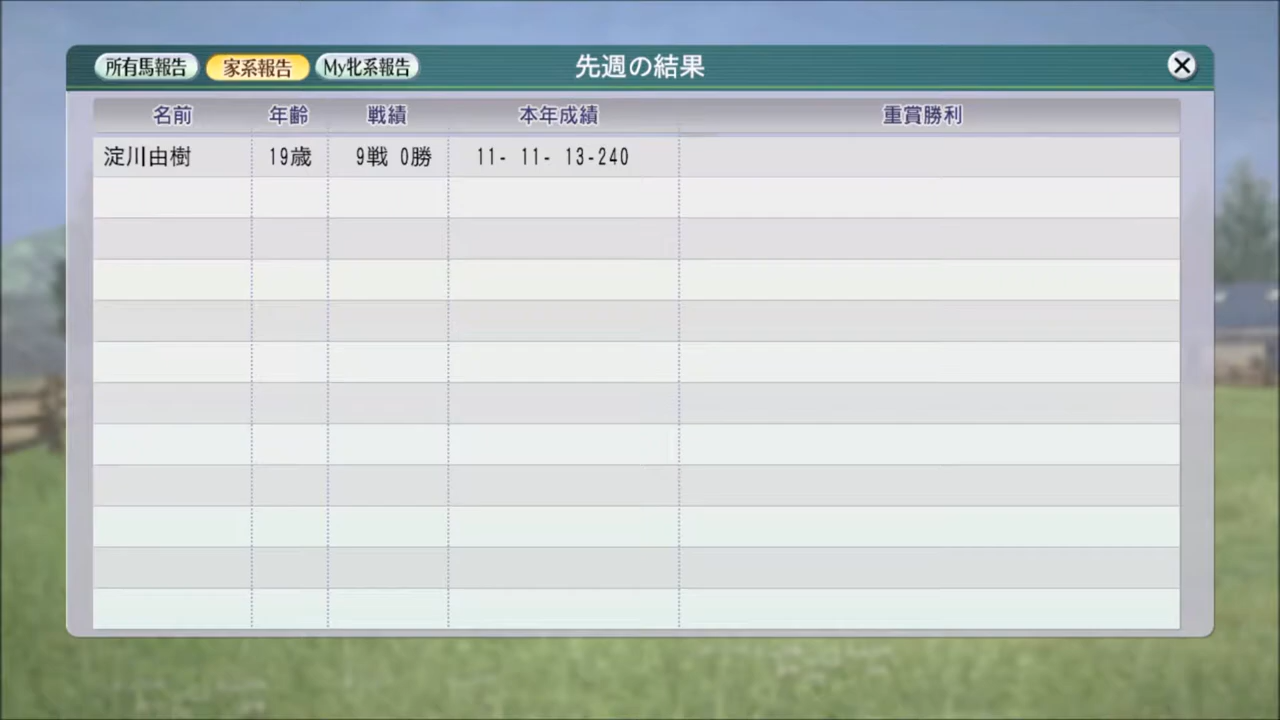 所有馬報告 家系報告 My牝系報告 先週の結果
名前 年齢 戦績 本年成績 重賞勝利
淀川由樹 19歳 9戦 0勝 11- 11- 13-240